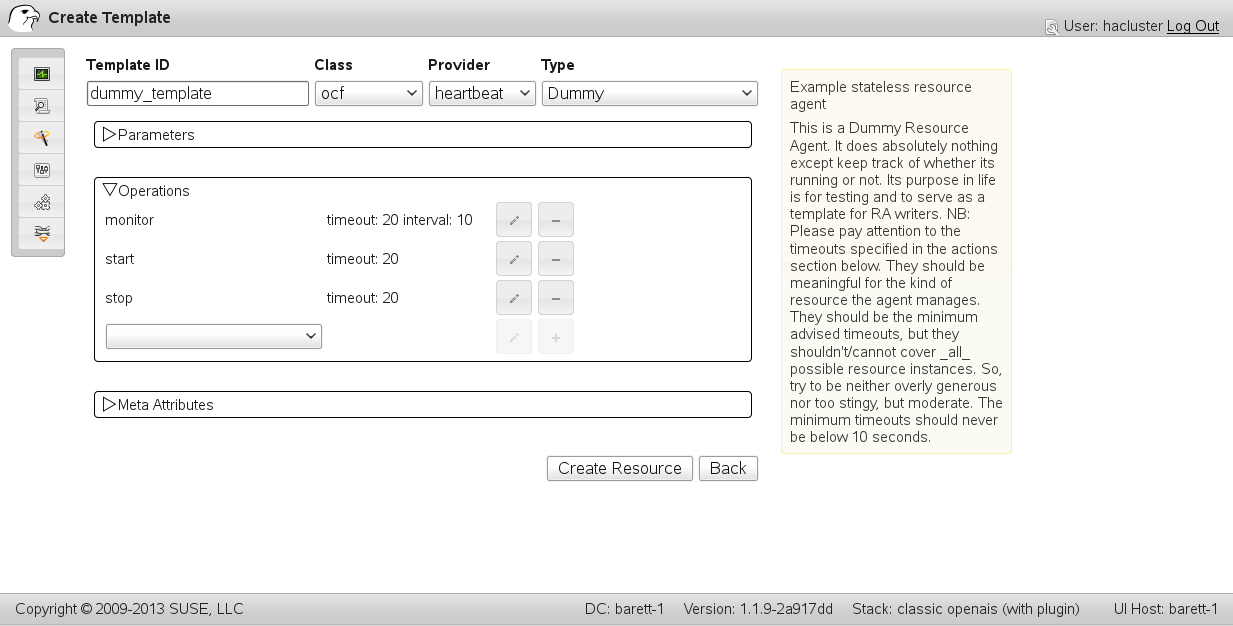 Create Template
User: hacluster Log Out
Template ID Class Provider Type
dummy_template ocf heartbeat Dummy
Parameters
Operations
monitor timeout: 20 interval: 10
start timeout: 20
stop timeout: 20
Meta Attributes
Create Resource Back
Example stateless resource
agent
This is a Dummy Resource
Agent. It does absolutely nothing
except keep track of whether its
running or not. Its purpose in life
is for testing and to serve as a
template for RA writers. NB:
Please pay attention to the
timeouts specified in the actions
section below. They should be
meaningful for the kind of
resource the agent manages.
They should be the minimum
advised timeouts, but they
shouldn't/cannot cover _all_
possible resource instances. So,
try to be neither overly generous
nor too stingy, but moderate. The
minimum timeouts should never
be below 10 seconds.
Copyright © 2009-2013 SUSE, LLC DC: barett-1 Version: 1.1.9-2a917dd Stack: classic openais (with plugin) UI Host: barett-1